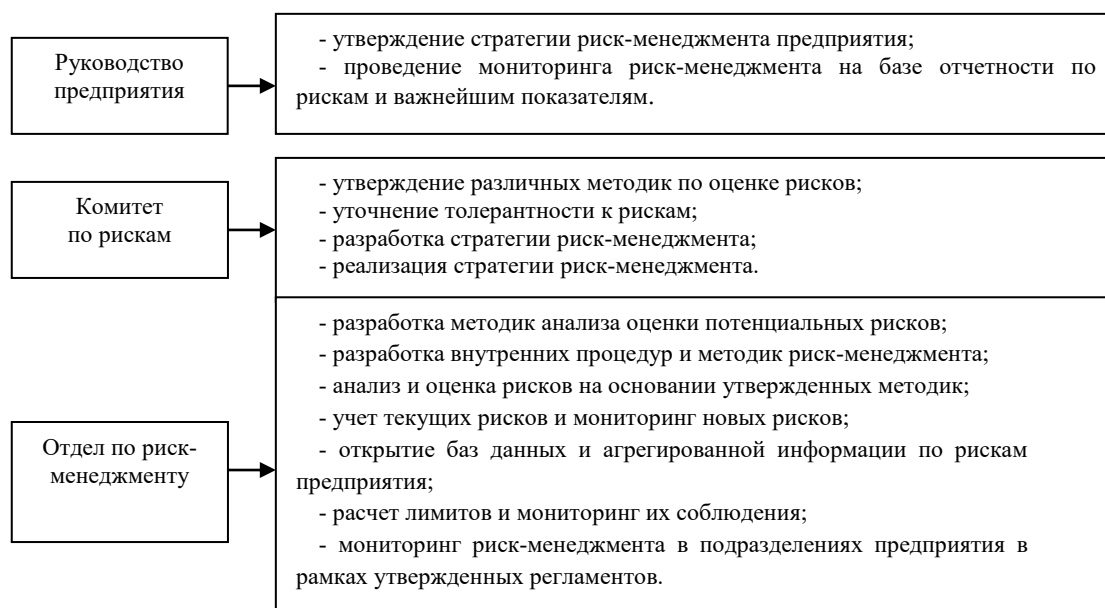 Руководство
предприятия
- утверждение стратегии риск-менеджмента предприятия;
- проведение мониторинга риск-менеджмента на базе отчетности по
рискам и важнейшим показателям.
Комитет
по рискам
- утверждение различных методик по оценке рисков;
- уточнение толерантности к рискам;
- разработка стратегии риск-менеджмента;
- реализация стратегии риск-менеджмента.
Отдел по риск-
менеджменту
- разработка методик анализа оценки потенциальных рисков;
- разработка внутренних процедур и методик риск-менеджмента;
- анализ и оценка рисков на основании утвержденных методик;
- учет текущих рисков и мониторинг новых рисков;
- открытие баз данных и агрегированной информации по рискам
предприятия;
- расчет лимитов и мониторинг их соблюдения;
- мониторинг риск-менеджмента в подразделениях предприятия в
рамках утвержденных регламентов.